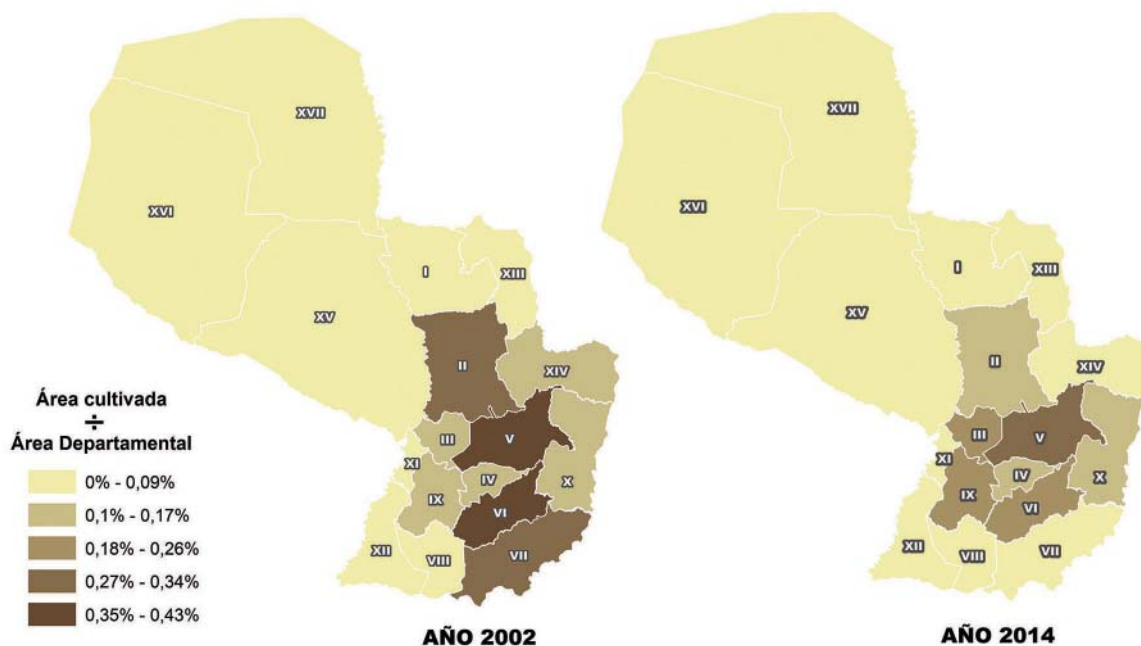 XVII
XVI
I
XIII
XV
II
XIV
III
V
XI
IV
X
IX
VI
XII
VIII
VII
AÑO 2002
XVII
XVI
I
XIII
XV
II
XIV
III
V
XI
IV
X
IX
VI
XII
VIII
VII
AÑO 2014
Área cultivada
÷
Área Departamental
0% - 0,09%
0,1% - 0,17%
0,18% - 0,26%
0,27% - 0,34%
0,35% - 0,43%